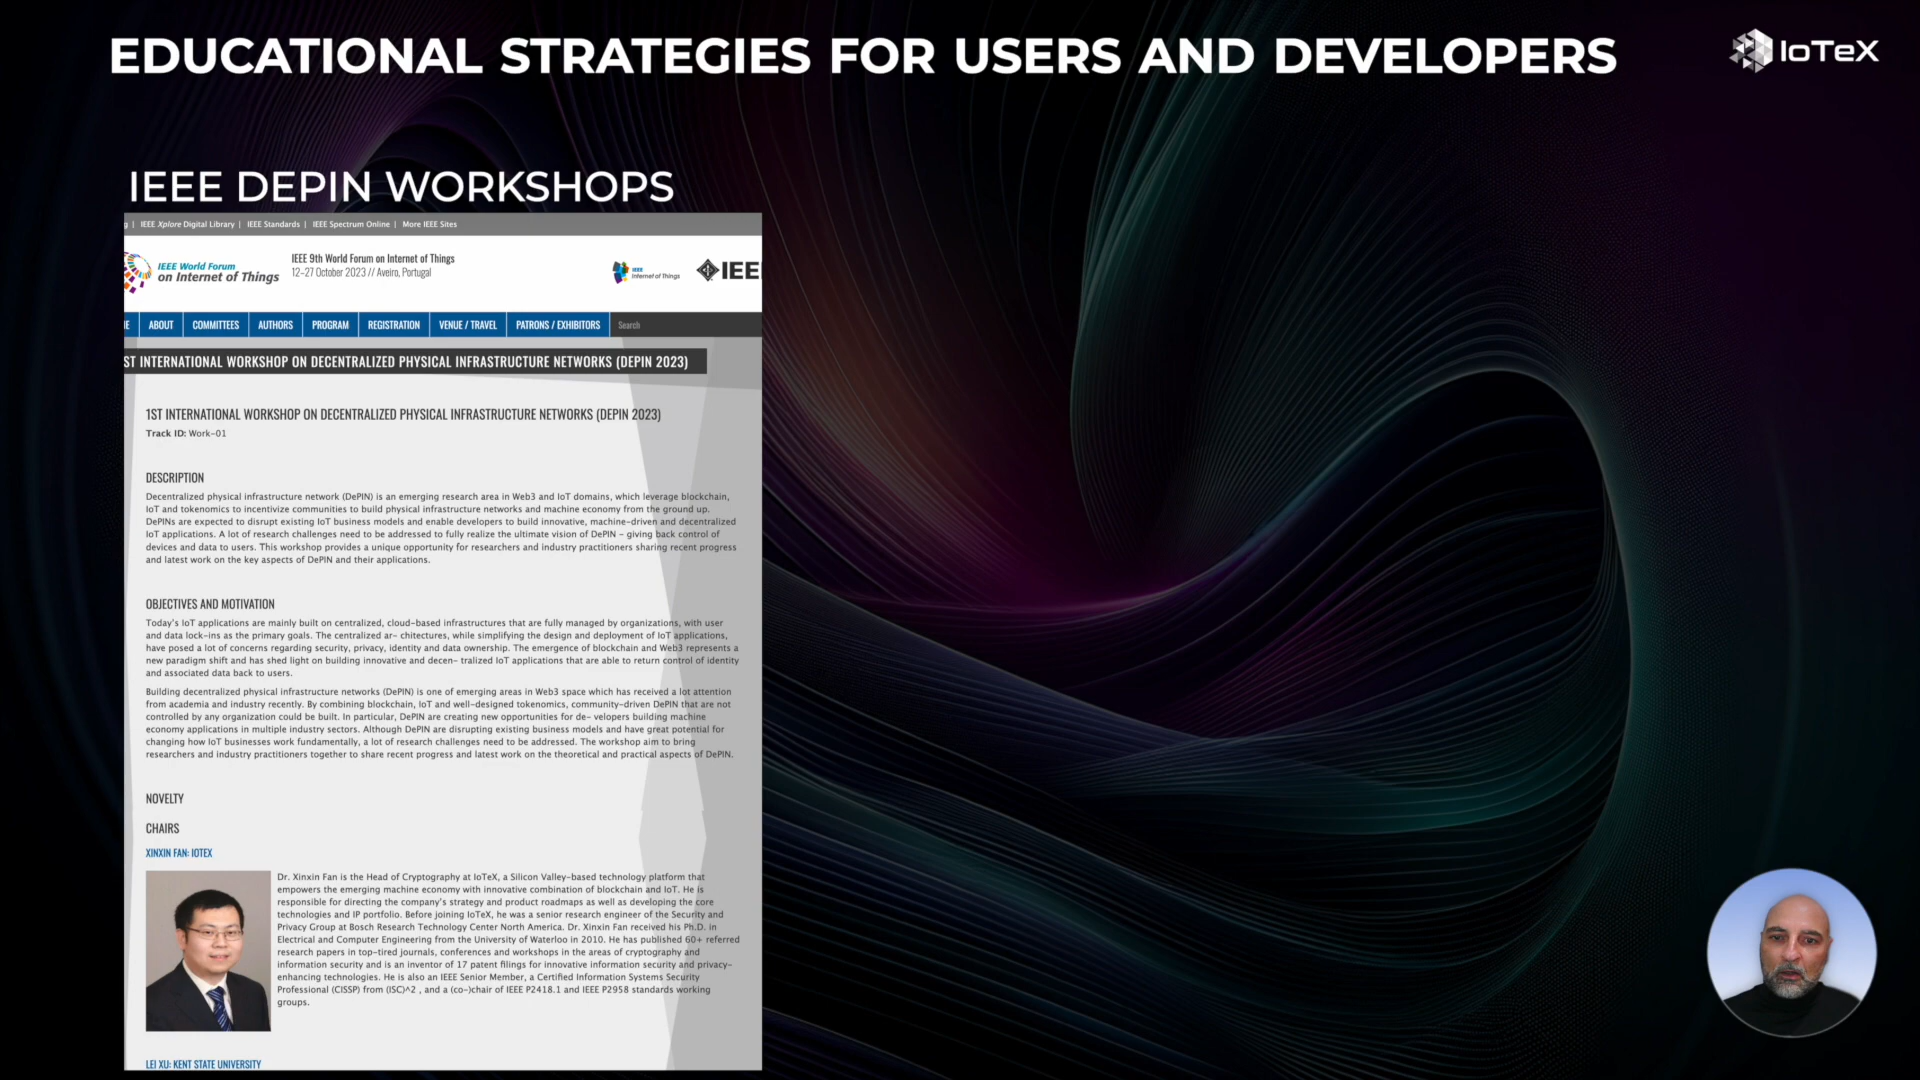 EDUCATIONAL STRATEGIES FOR USERS AND DEVELOPERS
IoTeX
IEEE DEPIN WORKSHOPS
g | IEEE Xplore Digital Library | IEEE Standards | IEEE Spectrum Online | More IEEE Sites
IEEE World Forum
on Internet of Things
IEEE 9th World Forum on Internet of Things
12–27 October 2023 // Aveiro, Portugal
IEEE
Internet of Things
IEE
E ABOUT COMMITTEES AUTHORS PROGRAM REGISTRATION VENUE / TRAVEL PATRONS / EXHIBITORS Search
ST INTERNATIONAL WORKSHOP ON DECENTRALIZED PHYSICAL INFRASTRUCTURE NETWORKS (DEPIN 2023)
1ST INTERNATIONAL WORKSHOP ON DECENTRALIZED PHYSICAL INFRASTRUCTURE NETWORKS (DEPIN 2023)
Track ID: Work-01
DESCRIPTION
Decentralized physical infrastructure network (DePIN) is an emerging research area in Web3 and IoT domains, which leverage blockchain,
IoT and tokenomics to incentivize communities to build physical infrastructure networks and machine economy from the ground up.
DePINs are expected to disrupt existing IoT business models and enable developers to build innovative, machine-driven and decentralized
IoT applications. A lot of research challenges need to be addressed to fully realize the ultimate vision of DePIN – giving back control of
devices and data to users. This workshop provides a unique opportunity for researchers and industry practitioners sharing recent progress
and latest work on the key aspects of DePIN and their applications.
OBJECTIVES AND MOTIVATION
Today's IoT applications are mainly built on centralized, cloud-based infrastructures that are fully managed by organizations, with user
and data lock-ins as the primary goals. The centralized ar- chitectures, while simplifying the design and deployment of IoT applications,
have posed a lot of concerns regarding security, privacy, identity and data ownership. The emergence of blockchain and Web3 represents a
new paradigm shift and has shed light on building innovative and decen- tralized IoT applications that are able to return control of identity
and associated data back to users.
Building decentralized physical infrastructure networks (DePIN) is one of emerging areas in Web3 space which has received a lot attention
from academia and industry recently. By combining blockchain, IoT and well-designed tokenomics, community-driven DePIN that are not
controlled by any organization could be built. In particular, DePIN are creating new opportunities for de- velopers building machine
economy applications in multiple industry sectors. Although DePIN are disrupting existing business models and have great potential for
changing how IoT businesses work fundamentally, a lot of research challenges need to be addressed. The workshop aim to bring
researchers and industry practitioners together to share recent progress and latest work on the theoretical and practical aspects of DePIN.
NOVELTY
CHAIRS
XINXIN FAN: IOTEX
Dr. Xinxin Fan is the Head of Cryptography at IoTeX, a Silicon Valley-based technology platform that
empowers the emerging machine economy with innovative combination of blockchain and IoT. He is
responsible for directing the company's strategy and product roadmaps as well as developing the core
technologies and IP portfolio. Before joining IoTeX, he was a senior research engineer of the Security and
Privacy Group at Bosch Research Technology Center North America. Dr. Xinxin Fan received his Ph.D. in
Electrical and Computer Engineering from the University of Waterloo in 2010. He has published 60+ referred
research papers in top-tired journals, conferences and workshops in the areas of cryptography and
information security and is an inventor of 17 patent filings for innovative information security and privacy-
enhancing technologies. He is also an IEEE Senior Member, a Certified Information Systems Security
Professional (CISSP) from (ISC)^2 , and a (co-)chair of IEEE P2418.1 and IEEE P2958 standards working
groups.
LEI XU: KENT STATE UNIVERSITY